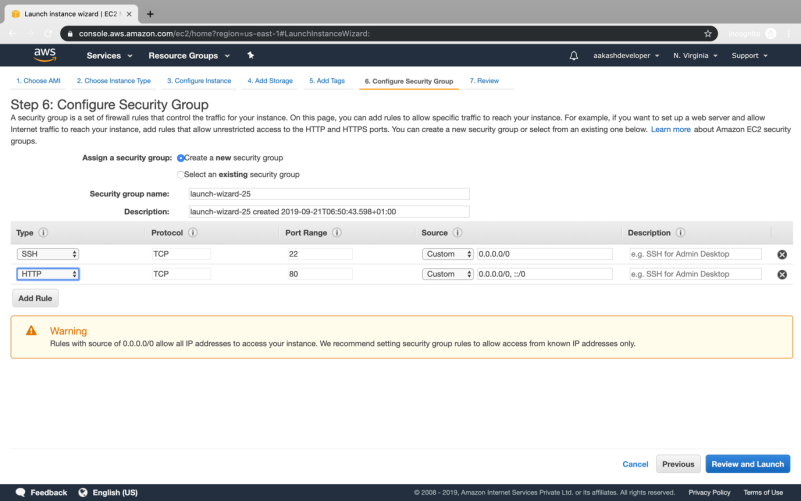 Launch instance wizard | EC2
console.aws.amazon.com/ec2/home?region=us-east-1#LaunchInstanceWizard:
Incognito
aws Services Resource Groups aakashdeveloper N. Virginia Support
1. Choose AMI 2. Choose Instance Type 3. Configure Instance 4. Add Storage 5. Add Tags 6. Configure Security Group 7. Review
Step 6: Configure Security Group
A security group is a set of firewall rules that control the traffic for your instance. On this page, you can add rules to allow specific traffic to reach your instance. For example, if you want to set up a web server and allow
Internet traffic to reach your instance, add rules that allow unrestricted access to the HTTP and HTTPS ports. You can create a new security group or select from an existing one below. Learn more about Amazon EC2 security
groups.
Assign a security group: Create a new security group
Select an existing security group
Security group name: launch-wizard-25
Description: launch-wizard-25 created 2019-09-21T06:50:43.598+01:00
Type Protocol Port Range Source Description
SSH TCP 22 Custom 0.0.0.0/0 e.g. SSH for Admin Desktop
HTTP TCP 80 Custom 0.0.0.0/0, ::/0 e.g. SSH for Admin Desktop
Add Rule
Warning
Rules with source of 0.0.0.0/0 allow all IP addresses to access your instance. We recommend setting security group rules to allow access from known IP addresses only.
Cancel Previous Review and Launch
Feedback English (US) © 2008 - 2019, Amazon Internet Services Private Ltd. or its affiliates. All rights reserved. Privacy Policy Terms of Use